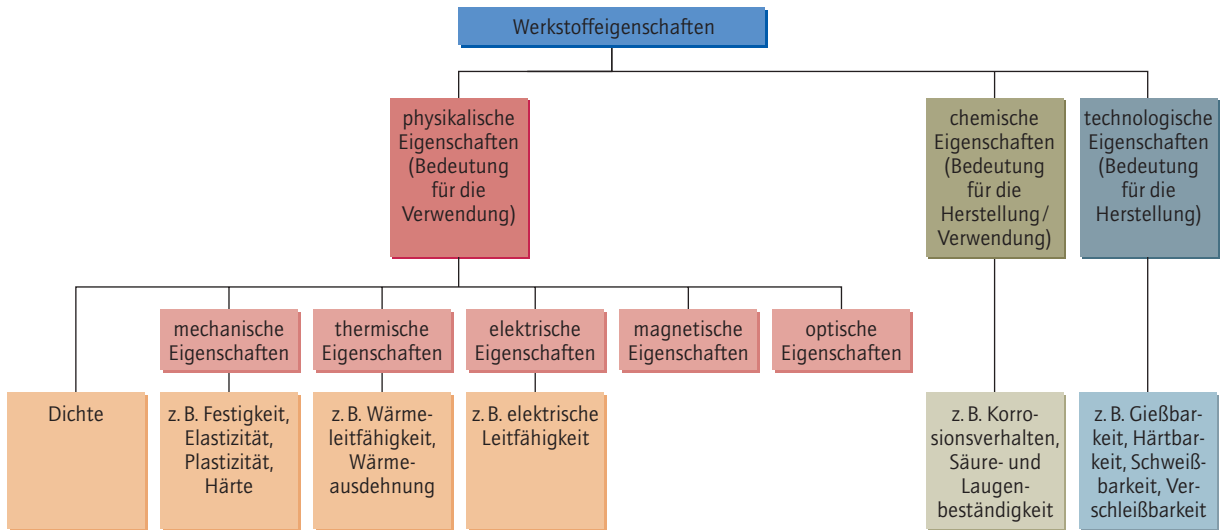 Werkstoffeigenschaften
physikalische
Eigenschaften
(Bedeutung
für die
Verwendung)
chemische
Eigenschaften
(Bedeutung
für die
Herstellung/
Verwendung)
technologische
Eigenschaften
(Bedeutung
für die
Herstellung)
mechanische
Eigenschaften
thermische
Eigenschaften
elektrische
Eigenschaften
magnetische
Eigenschaften
optische
Eigenschaften
Dichte
z. B. Festigkeit,
Elastizität,
Plastizität,
Härte
z. B. Wärme-
leitfähigkeit,
Wärme-
ausdehnung
z. B. elektrische
Leitfähigkeit
z. B. Korro-
sionsverhalten,
Säure- und
Laugen-
beständigkeit
z. B. Gießbar-
keit, Härtbar-
keit, Schweiß-
barkeit, Ver-
schleißbarkeit